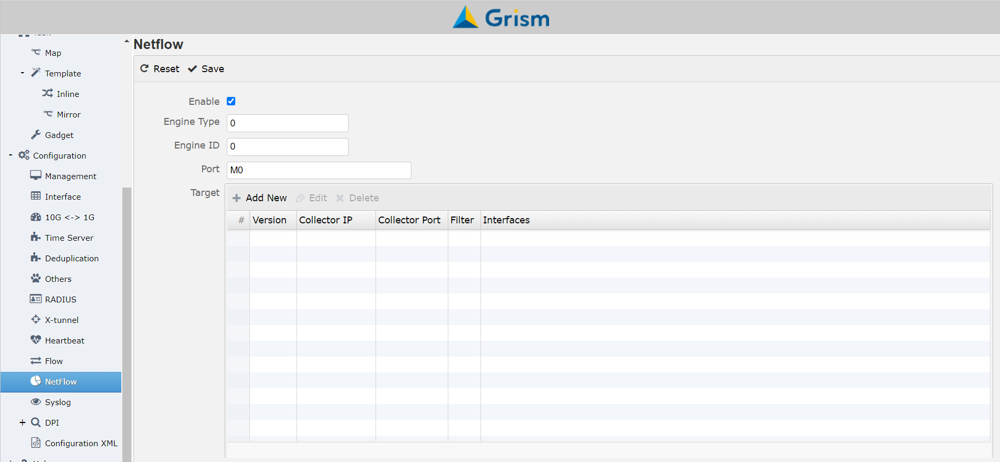 Grism
Map
- Template
Inline
Mirror
Gadget
- Configuration
Management
Interface
10G <-> 1G
Time Server
Deduplication
Others
RADIUS
X-tunnel
Heartbeat
Flow
NetFlow
Syslog
+ DPI
Configuration XML
Netflow
Reset Save
Enable
Engine Type 0
Engine ID 0
Port M0
Target
Add New Edit Delete
# Version Collector IP Collector Port Filter Interfaces